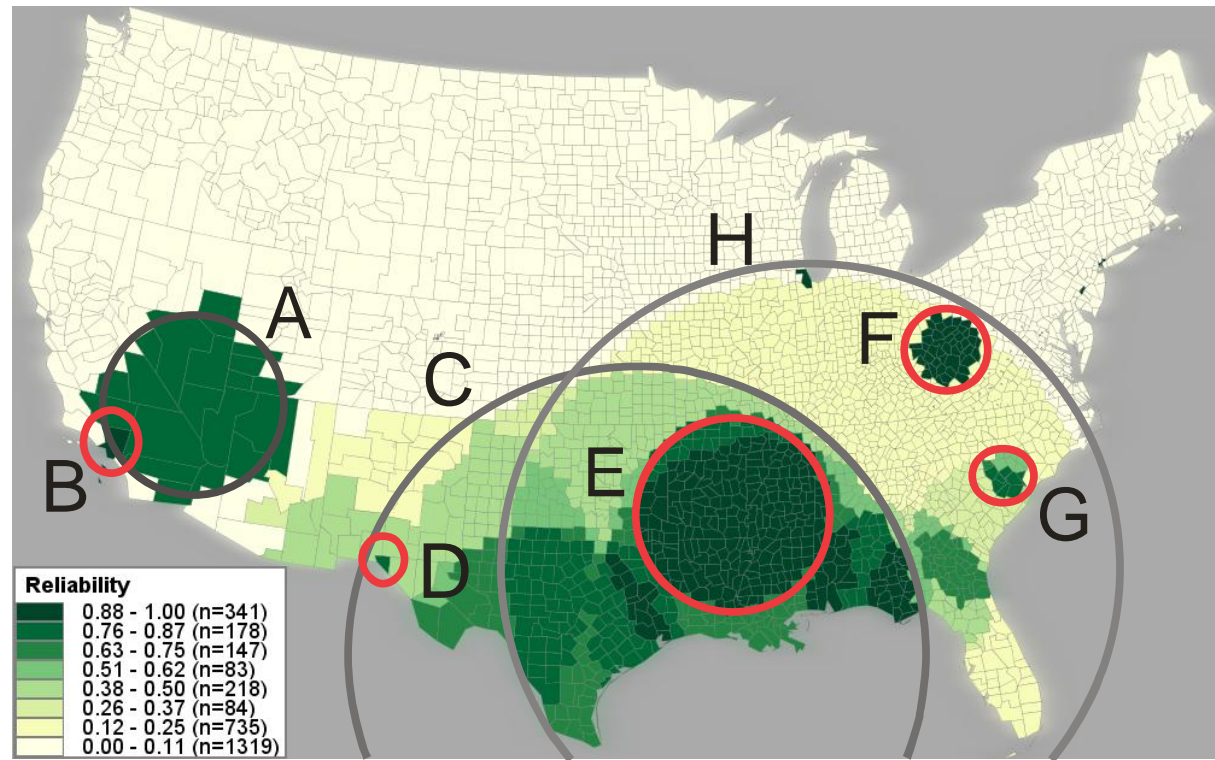 H
A
F
C
E
B
G
D
Reliability
0.88 - 1.00 (n=341)
0.76 - 0.87 (n=178)
0.63 - 0.75 (n=147)
0.51 - 0.62 (n=83)
0.38 - 0.50 (n=218)
0.26 - 0.37 (n=84)
0.12 - 0.25 (n=735)
0.00 - 0.11 (n=1319)